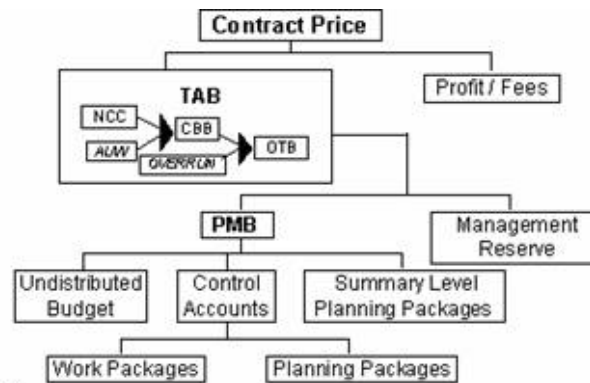 Contract Price
TAB
Profit / Fees
NCC
CBB
AUW
OTB
OVERRUN
PMB
Management
Reserve
Undistributed
Budget
Control
Accounts
Summary Level
Planning Packages
Work Packages
Planning Packages